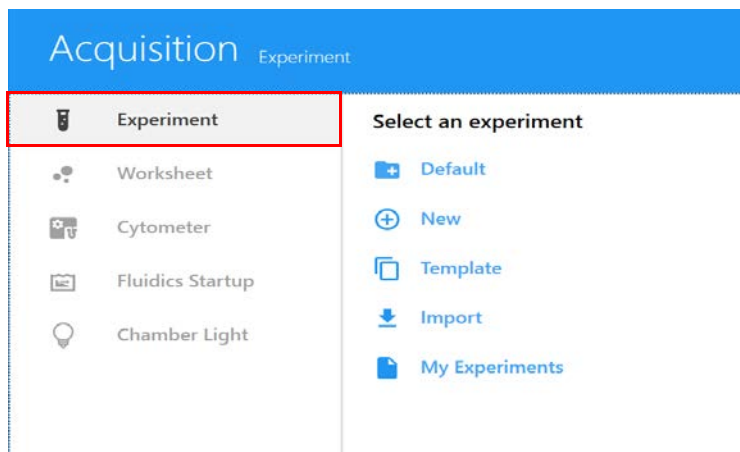 Acquisition Experiment
Experiment
Worksheet
Cytometer
Fluidics Startup
Chamber Light
Select an experiment
Default
New
Template
Import
My Experiments